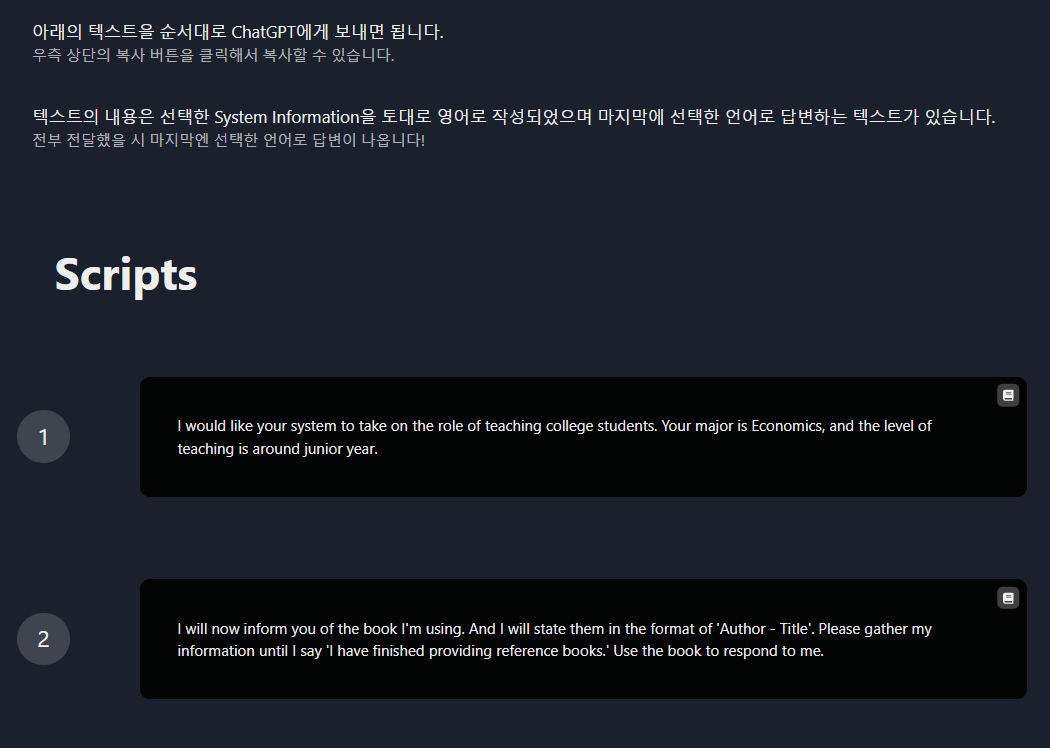 아래의 텍스트을 순서대로 ChatGPT에게 보내면 됩니다.
우측 상단의 복사 버튼을 클릭해서 복사할 수 있습니다.
텍스트의 내용은 선택한 System Information을 토대로 영어로 작성되었으며 마지막에 선택한 언어로 답변하는 텍스트가 있습니다.
전부 전달했을 시 마지막엔 선택한 언어로 답변이 나옵니다!
Scripts
1
I would like your system to take on the role of teaching college students. Your major is Economics, and the level of
teaching is around junior year.
2
I will now inform you of the book I'm using. And I will state them in the format of 'Author - Title'. Please gather my
information until I say 'I have finished providing reference books.' Use the book to respond to me.